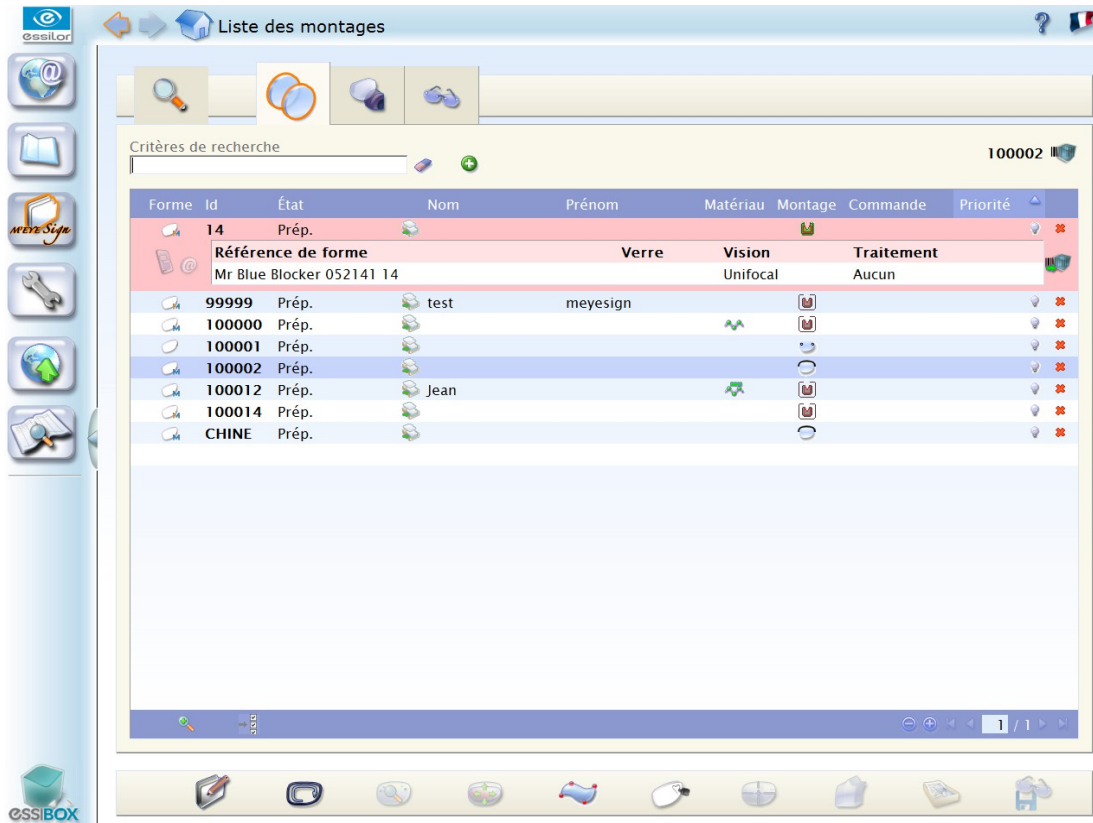 essilor
Liste des montages
?
@
M'EYE Sign
Critères de recherche
100002
Forme Id État Nom Prénom Matériau Montage Commande Priorité
14 Prép.
Référence de forme Verre Vision Traitement
@ Mr Blue Blocker 052141 14 Unifocal Aucun
99999 Prép. test meyesign
100000 Prép.
100001 Prép.
100002 Prép.
100012 Prép. Jean
100014 Prép.
CHINE Prép.
1 / 1
essiBOX